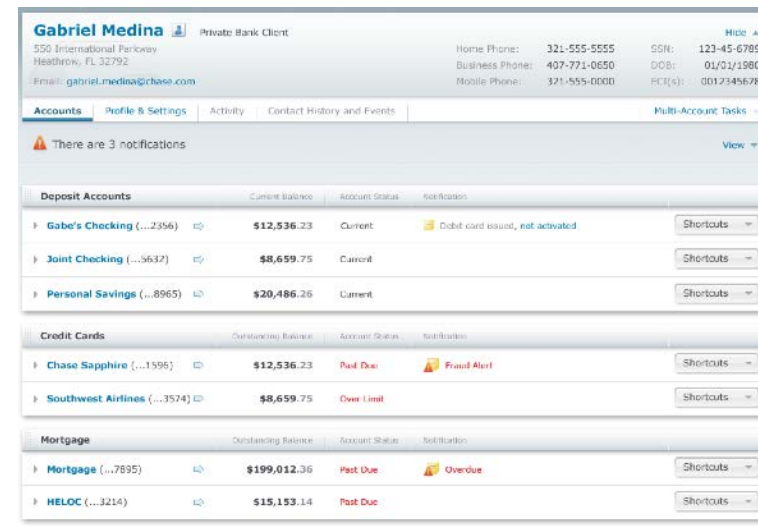 Gabriel Medina Private Bank Client Hide
550 International Parkway Home Phone: 321-555-5555 SSN: 123-45-6789
Heathrow, FL 32792 Business Phone: 407-771-0650 DOB: 01/01/1980
Email: gabriel.medina@chase.com Mobile Phone: 321-555-0000 ECI(s): 0012345678
Accounts Profile & Settings Activity Contact History and Events Multi-Account Tasks
There are 3 notifications View
Deposit Accounts Current Balance Account Status Notification
Gabe's Checking (...2356) $12,536.23 Current Debit card issued, not activated Shortcuts
Joint Checking (...5632) $8,659.75 Current Shortcuts
Personal Savings (...8965) $20,486.26 Current Shortcuts
Credit Cards Outstanding Balance Account Status Notification
Chase Sapphire (...1596) $12,536.23 Past Due Fraud Alert Shortcuts
Southwest Airlines (...3574) $8,659.75 Over Limit Shortcuts
Mortgage Outstanding Balance Account Status Notification
Mortgage (...7895) $199,012.36 Past Due Overdue Shortcuts
HELOC (...3214) $15,153.14 Past Due Shortcuts